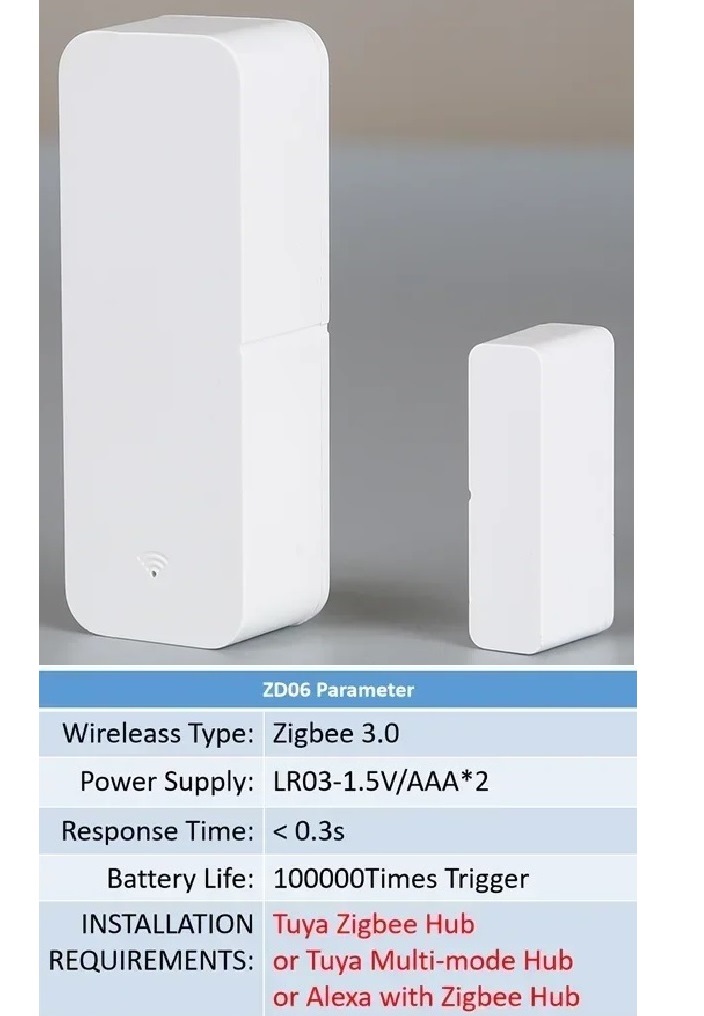 ZD06 Parameter
Wireleass Type: Zigbee 3.0
Power Supply: LR03-1.5V/AAA*2
Response Time: < 0.3s
Battery Life: 100000Times Trigger
INSTALLATION REQUIREMENTS: Tuya Zigbee Hub
or Tuya Multi-mode Hub
or Alexa with Zigbee Hub